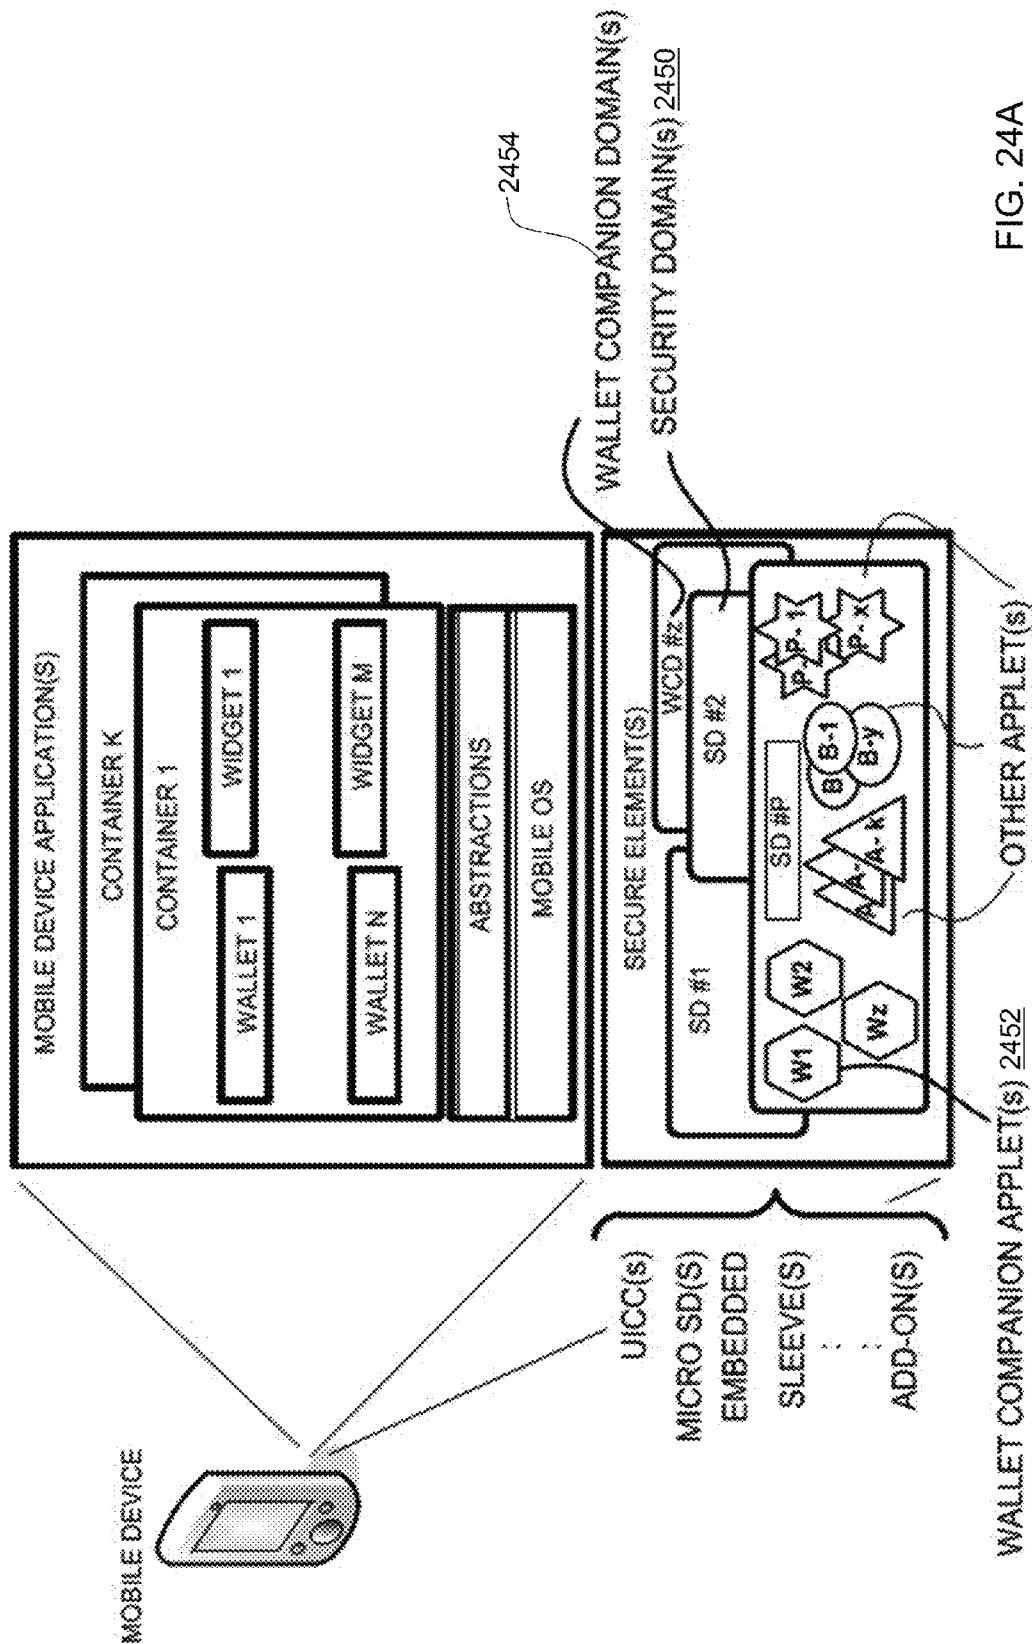 MOBILE DEVICE
MOBILE DEVICE APPLICATION(S)
CONTAINER K
CONTAINER 1
WALLET 1
WIDGET 1
WALLET N
WIDGET M
ABSTRACTIONS
MOBILE OS
UICC(s)
MICRO SD(S)
EMBEDDED
SLEEVE(S)
ADD-ON(S)
SECURE ELEMENT(S)
SD #1
WCD #z
SD #2
SD #P
W1
W2
Wz
A-
A-
A-k
B
B-1
B-y
P-
P-1
P-x
2454
WALLET COMPANION DOMAIN(s)
SECURITY DOMAIN(s) 2450
WALLET COMPANION APPLET(s) 2452
OTHER APPLET(s)
FIG. 24A